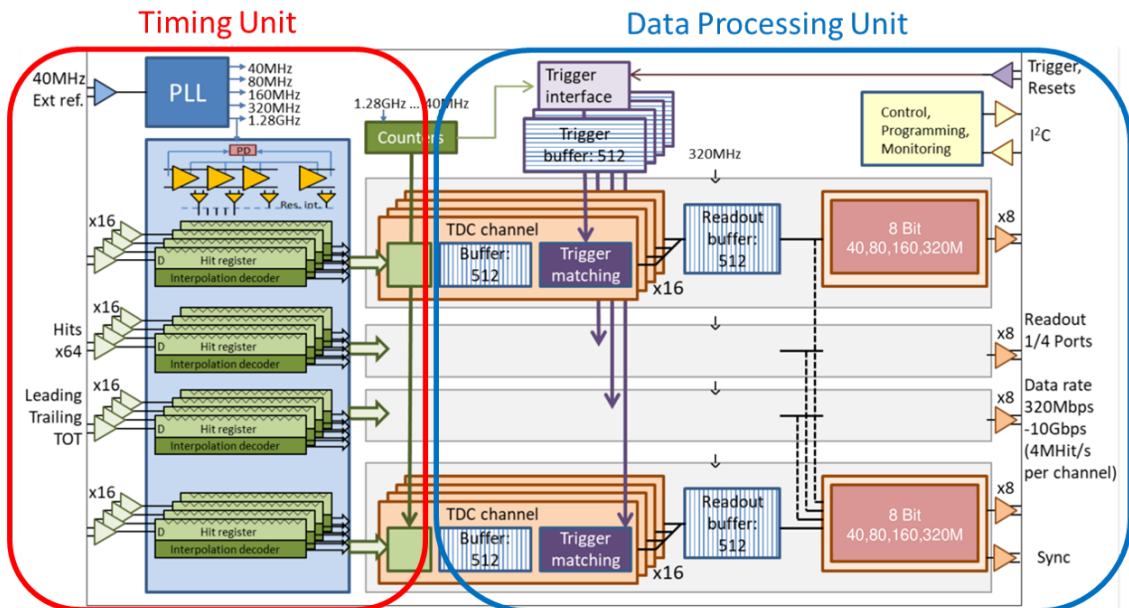 Timing Unit
Data Processing Unit
40MHz
Ext ref.
PLL
40MHz
80MHz
160MHz
320MHz
1.28GHz
1.28GHz ... 40MHz
Counters
Trigger
interface
Trigger
buffer: 512
Trigger,
Resets
Control,
Programming,
Monitoring
I²C
320MHz
PD
Res. int.
x16
D
Hit register
Interpolation decoder
TDC channel
Buffer:
512
Trigger
matching
x16
Readout
buffer:
512
8 Bit
40,80,160,320M
x8
Hits
x64
x16
D
Hit register
Interpolation decoder
x8
Readout
1/4 Ports
Leading
Trailing
TOT
x16
D
Hit register
Interpolation decoder
x8
Data rate
320Mbps
-10Gbps
(4MHit/s
per channel)
x16
D
Hit register
Interpolation decoder
TDC channel
Buffer:
512
Trigger
matching
x16
Readout
buffer:
512
8 Bit
40,80,160,320M
x8
Sync